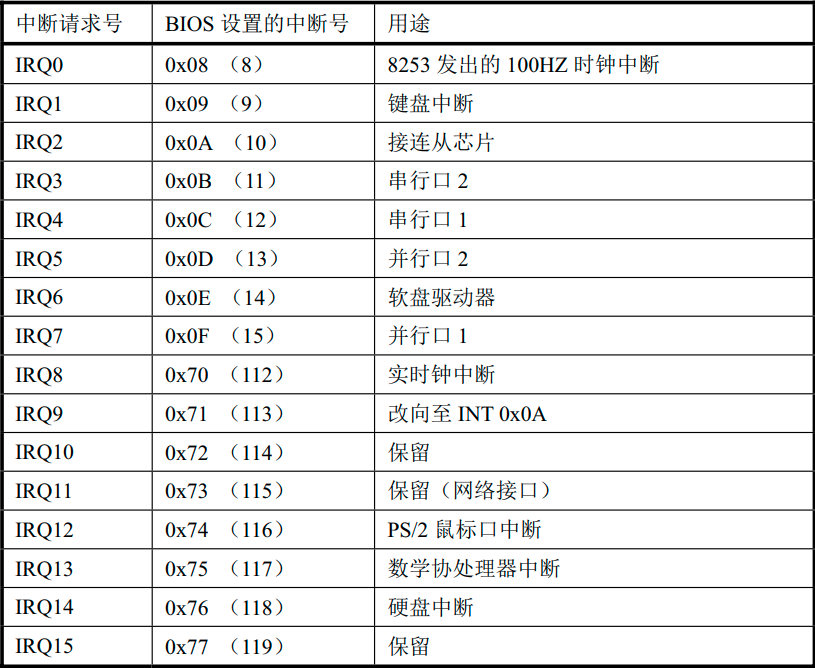 中断请求号 BIOS 设置的中断号 用途
IRQ0 0x08 （8） 8253 发出的 100HZ 时钟中断
IRQ1 0x09 （9） 键盘中断
IRQ2 0x0A （10） 接连从芯片
IRQ3 0x0B （11） 串行口 2
IRQ4 0x0C （12） 串行口 1
IRQ5 0x0D （13） 并行口 2
IRQ6 0x0E （14） 软盘驱动器
IRQ7 0x0F （15） 并行口 1
IRQ8 0x70 （112） 实时钟中断
IRQ9 0x71 （113） 改向至 INT 0x0A
IRQ10 0x72 （114） 保留
IRQ11 0x73 （115） 保留（网络接口）
IRQ12 0x74 （116） PS/2 鼠标口中断
IRQ13 0x75 （117） 数学协处理器中断
IRQ14 0x76 （118） 硬盘中断
IRQ15 0x77 （119） 保留